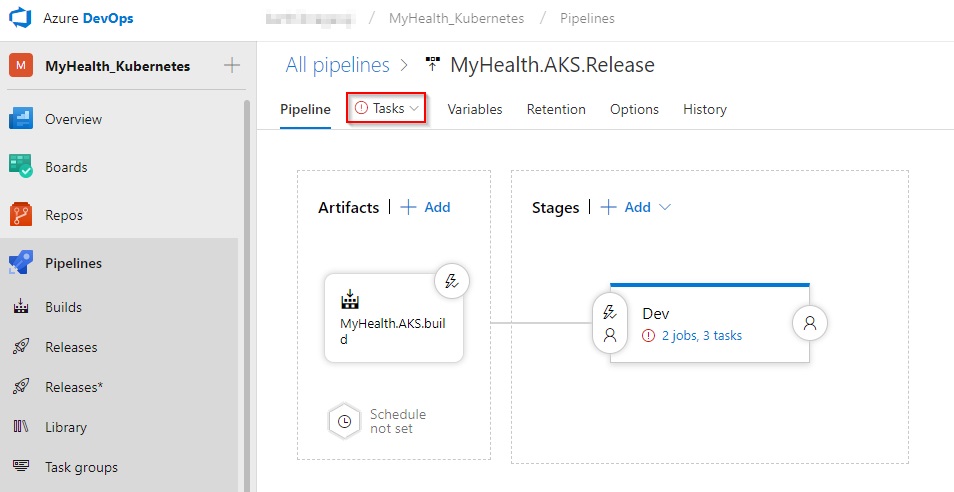 Azure DevOps
/ MyHealth_Kubernetes / Pipelines
M MyHealth_Kubernetes
All pipelines > MyHealth.AKS.Release
Pipeline Tasks Variables Retention Options History
Overview
Boards
Repos
Pipelines
Builds
Releases
Releases*
Library
Task groups
Artifacts | + Add
MyHealth.AKS.buil
d
Schedule
not set
Stages | + Add
Dev
2 jobs, 3 tasks